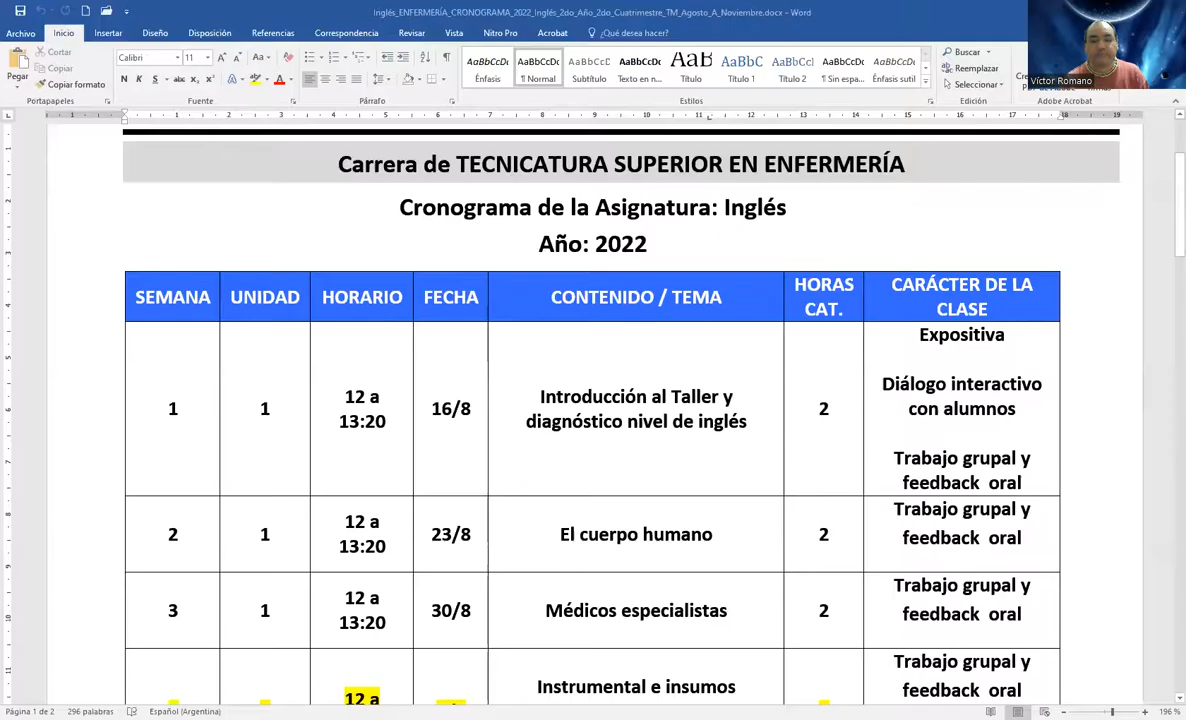 Inglés_ENFERMERÍA_CRONOGRAMA_2022_Inglés_2do_Año_2do_Cuatrimestre_TM_Agosto_A_Noviembre.docx - Word
Archivo Inicio Insertar Diseño Disposición Referencias Correspondencia Revisar Vista Nitro Pro Acrobat ¿Qué desea hacer?
Pegar
Cortar
Copiar
Copiar formato
Portapapeles
Calibri 11
Fuente
Párrafo
AaBbCcDc AaBbCcDc AaBbCcD AaBbCcDc AaB AaBbCc AaBbC AaBbCcDc AaBbCcDc
Énfasis ¶ Normal Subtítulo Texto en n... Título Título 1 Título 2 ¶ Sin espa... Énfasis sutil
Estilos
Buscar
Reemplazar
Seleccionar
Edición
Adobe Acrobat
Víctor Romano
Carrera de TECNICATURA SUPERIOR EN ENFERMERÍA
Cronograma de la Asignatura: Inglés
Año: 2022
SEMANA UNIDAD HORARIO FECHA CONTENIDO / TEMA HORAS CAT. CARÁCTER DE LA CLASE
1 1 12 a 13:20 16/8 Introducción al Taller y diagnóstico nivel de inglés 2 Expositiva
Diálogo interactivo con alumnos
Trabajo grupal y feedback oral
2 1 12 a 13:20 23/8 El cuerpo humano 2 Trabajo grupal y feedback oral
3 1 12 a 13:20 30/8 Médicos especialistas 2 Trabajo grupal y feedback oral
12 a Instrumental e insumos Trabajo grupal y feedback oral
Página 1 de 2 296 palabras Español (Argentina) 196 %